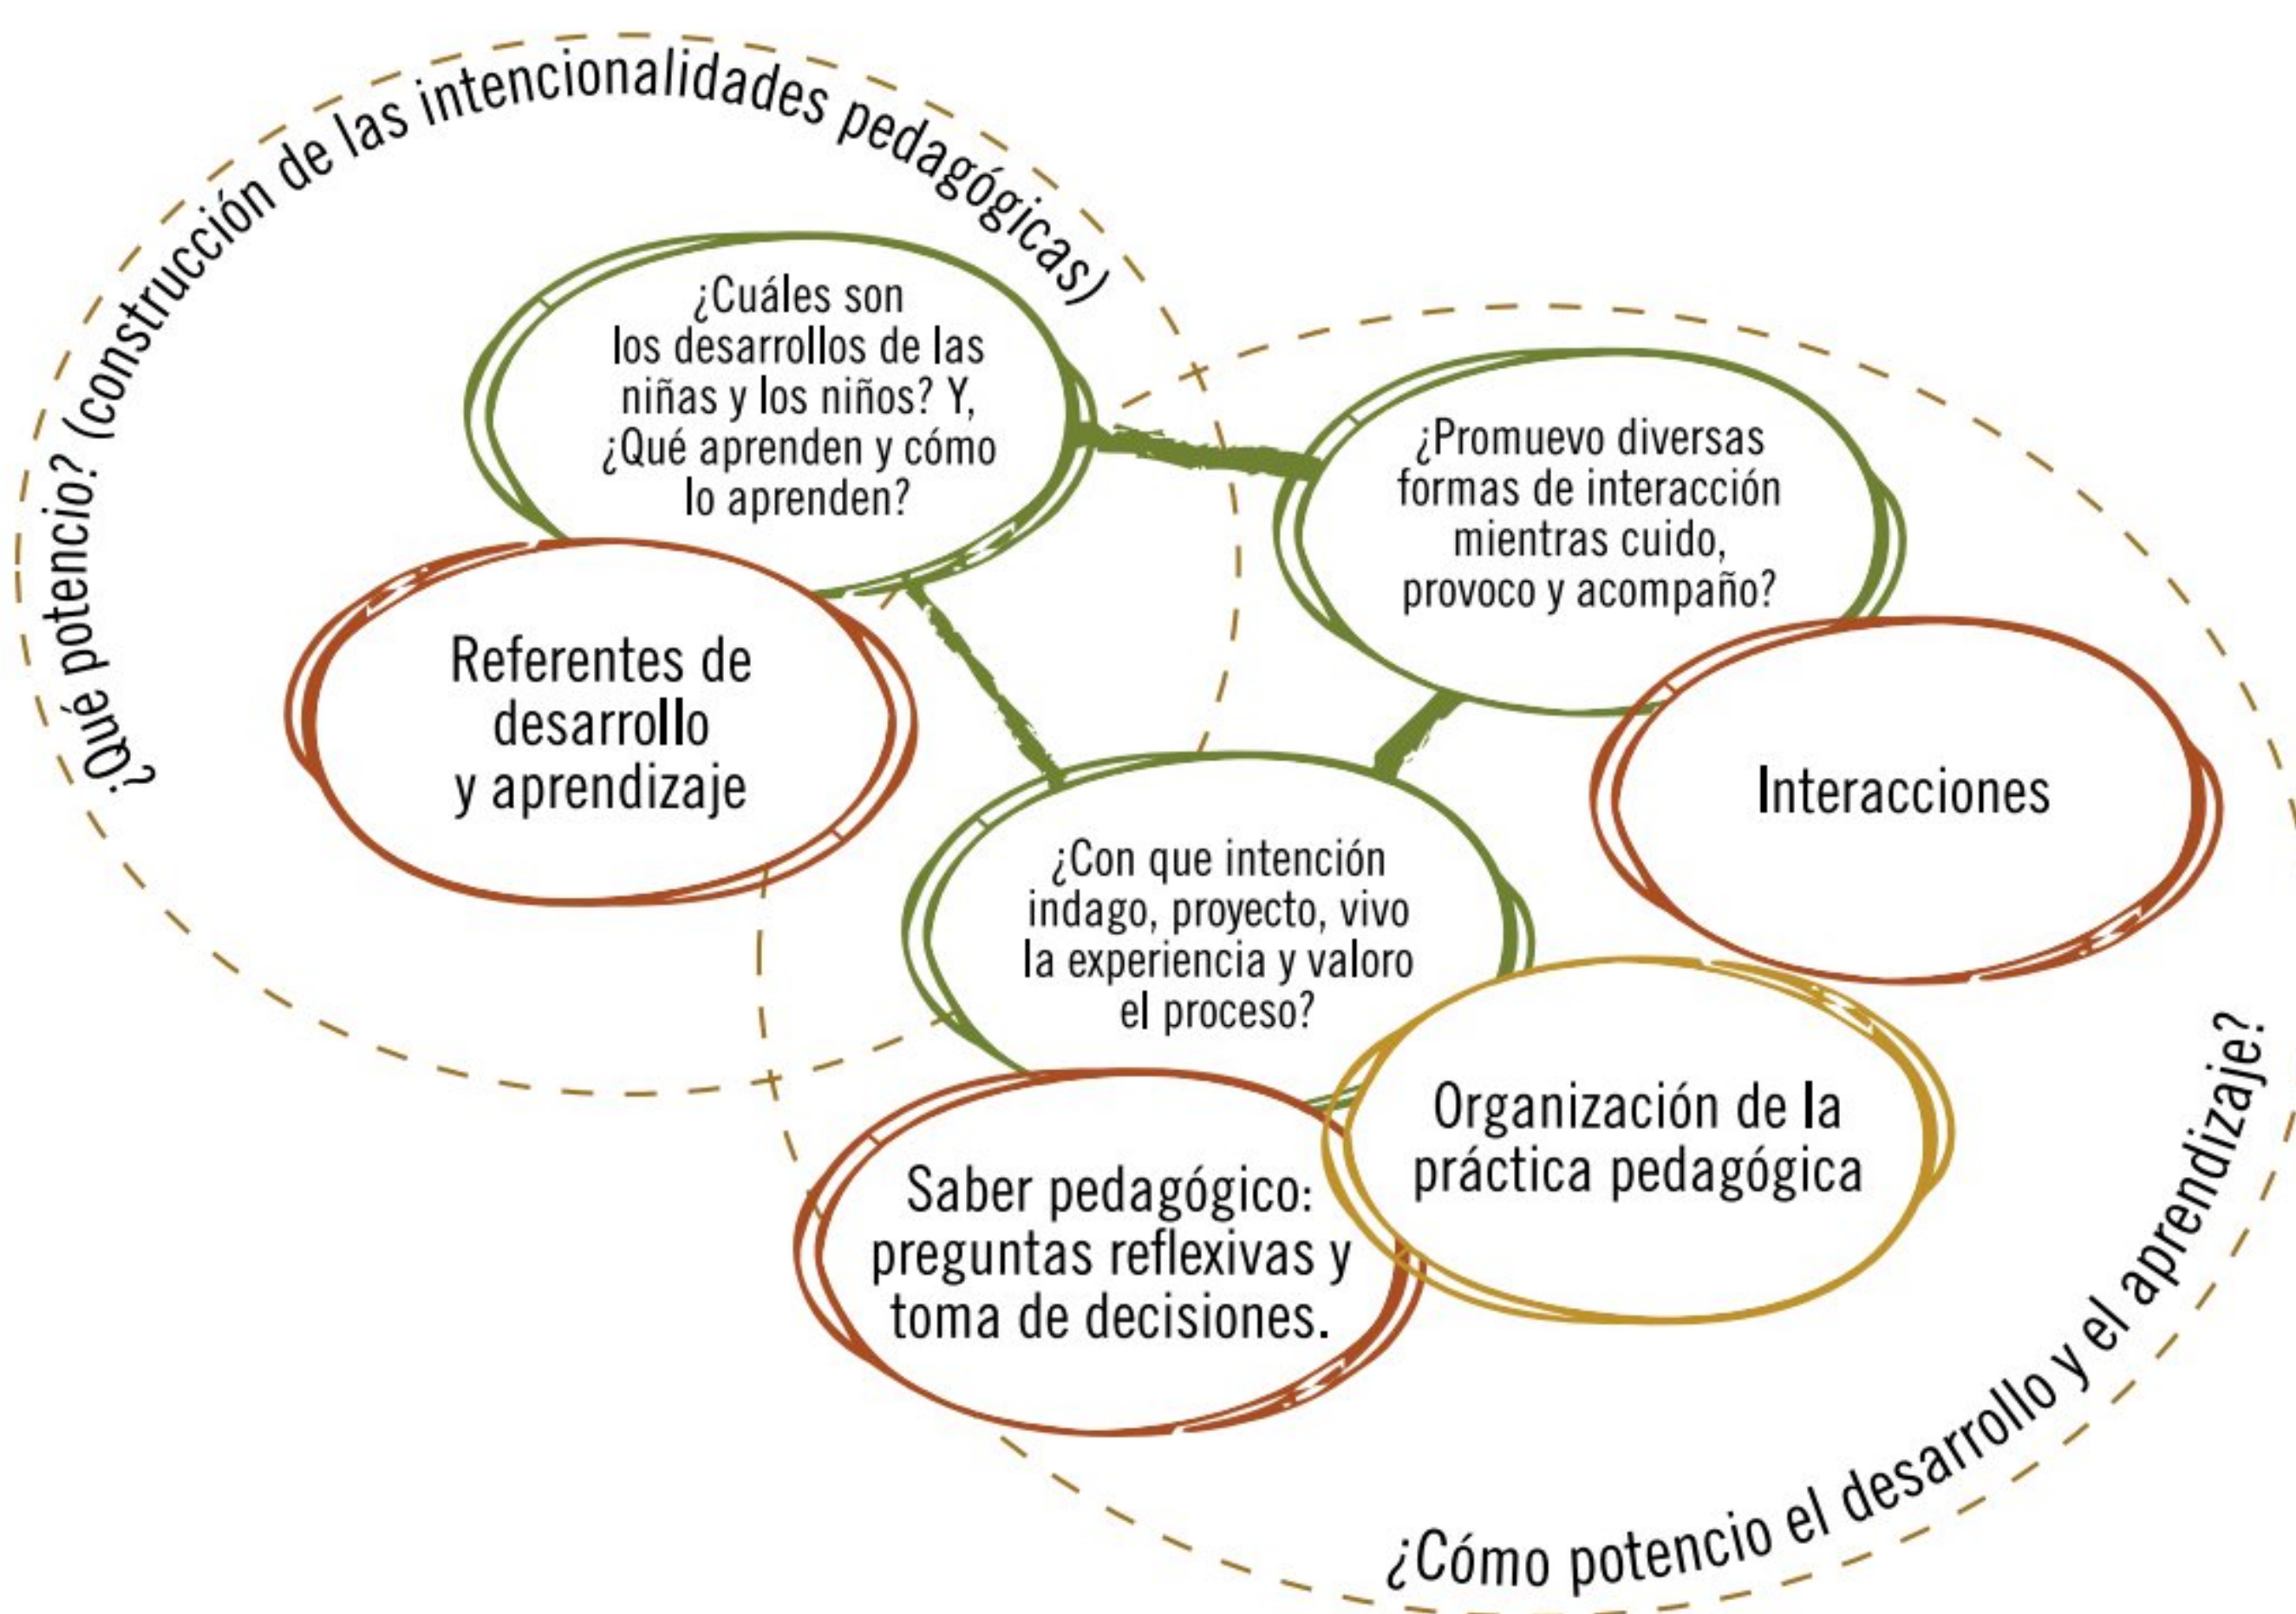 ¿Qué potencio? (construcción de las intencionalidades pedagógicas)
¿Cuáles son
los desarrollos de las
niñas y los niños? Y,
¿Qué aprenden y cómo
lo aprenden?
Referentes de
desarrollo
y aprendizaje
¿Promuevo diversas
formas de interacción
mientras cuido,
provoco y acompaño?
Interacciones
¿Con que intención
indago, proyecto, vivo
la experiencia y valoro
el proceso?
Organización de la
práctica pedagógica
Saber pedagógico:
preguntas reflexivas y
toma de decisiones.
¿Cómo potencio el desarrollo y el aprendizaje?